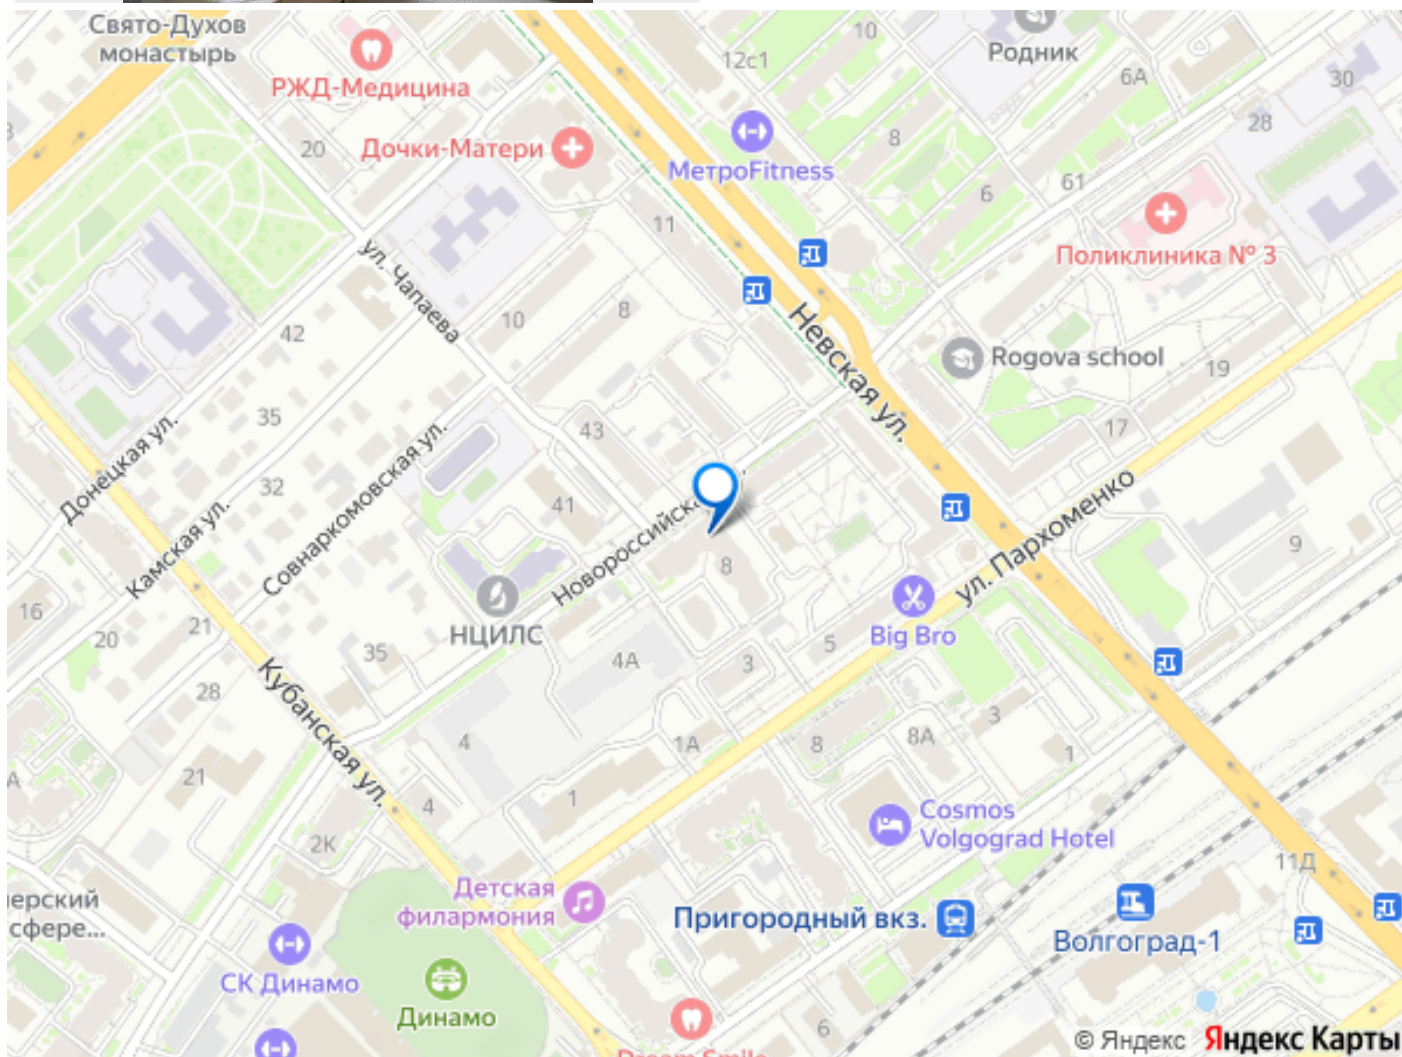 Свято-Духов
монастырь
РЖД-Медицина
12с1
10
Родник
6А
30
28
20
Дочки-Матери
МетроFitness
8
6
61
11
Поликлиника № 3
ул. Чапаева
42
10
8
Невская ул.
Rogova school
19
35
43
17
Донецкая ул.
32
Совнаркомовская ул.
41
Новороссийская
ул. Пархоменко
9
Камская ул.
16
20
21
НЦИЛС
8
Big Bro
35
4А
3
5
28
Кубанская ул.
4
1А
8
8А
3
1
А
21
4
1
2К
Cosmos
Volgograd Hotel
11Д
Детская
филармония
Пригородный вкз.
Волгоград-1
сфере...
СК Динамо
Динамо
6
Dream Smile
© Яндекс Яндекс Карты